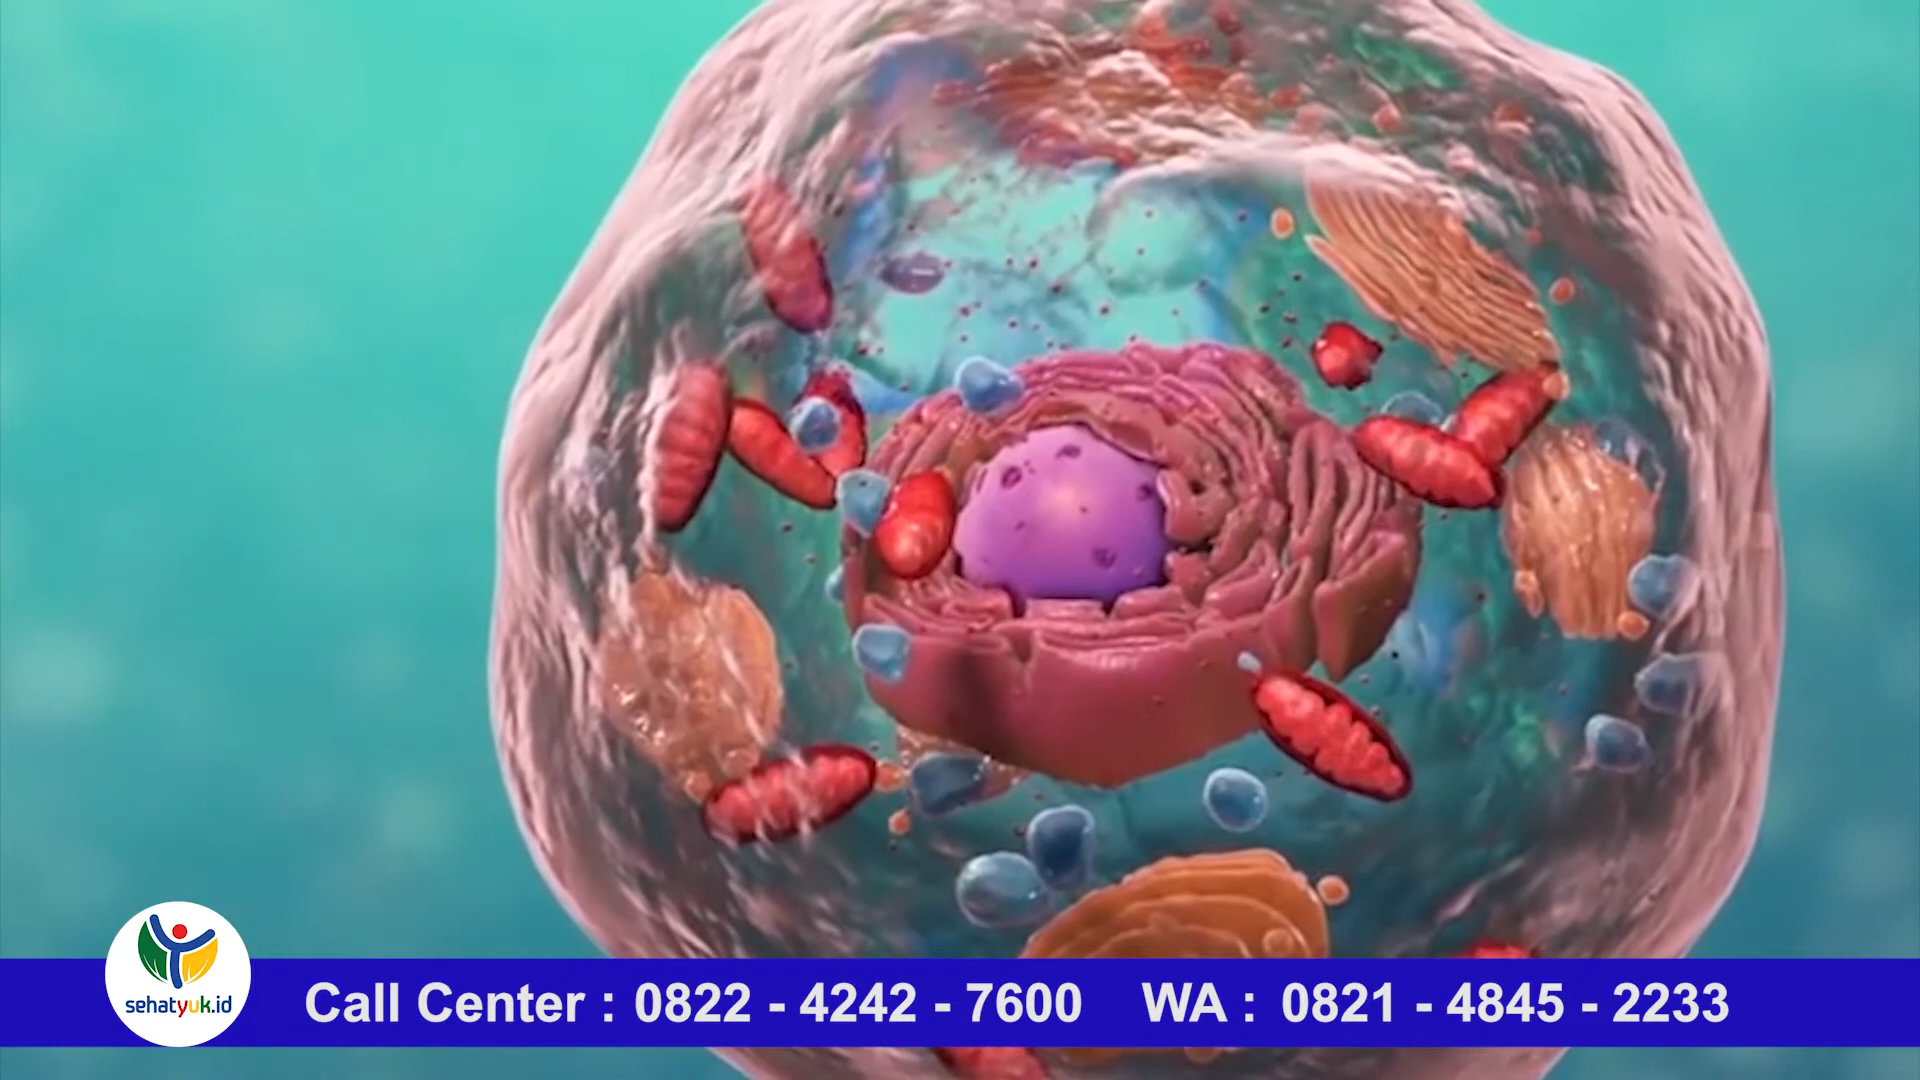 sehatyuk.id
Call Center : 0822 - 4242 - 7600 WA : 0821 - 4845 - 2233